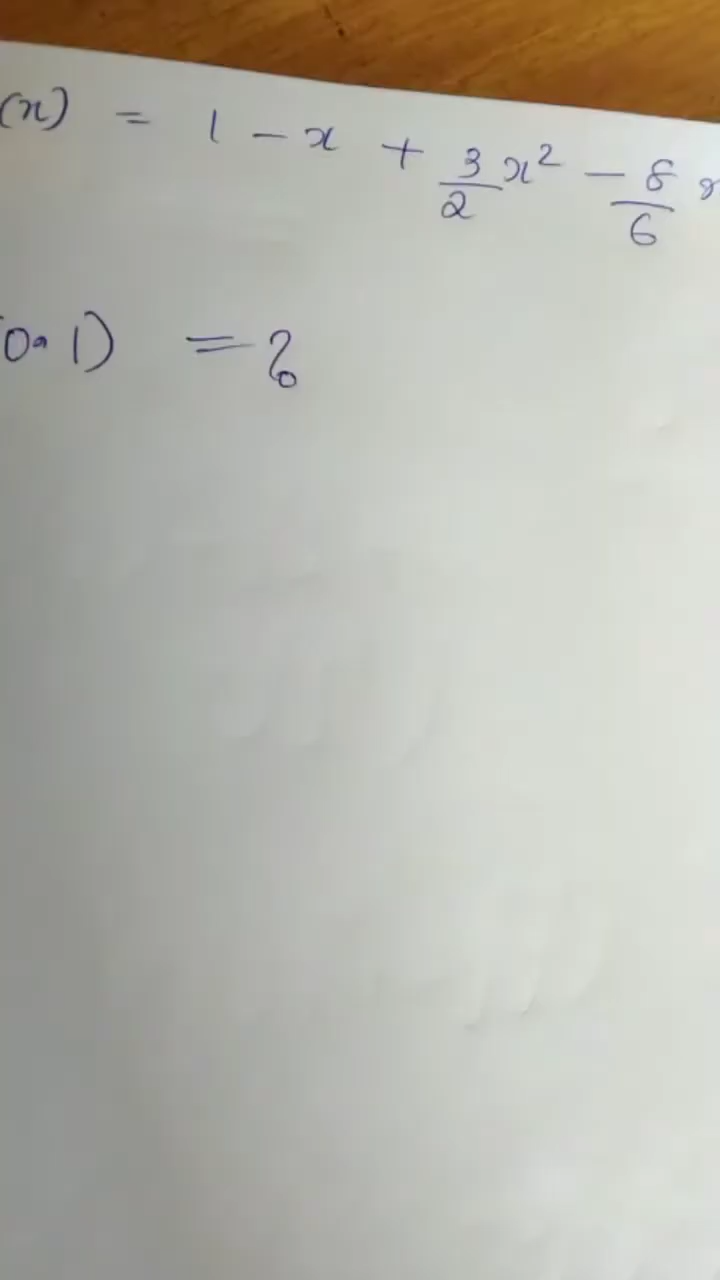 (x) = 1 - x + 3/2 x² - 8/6
0.1) = ?